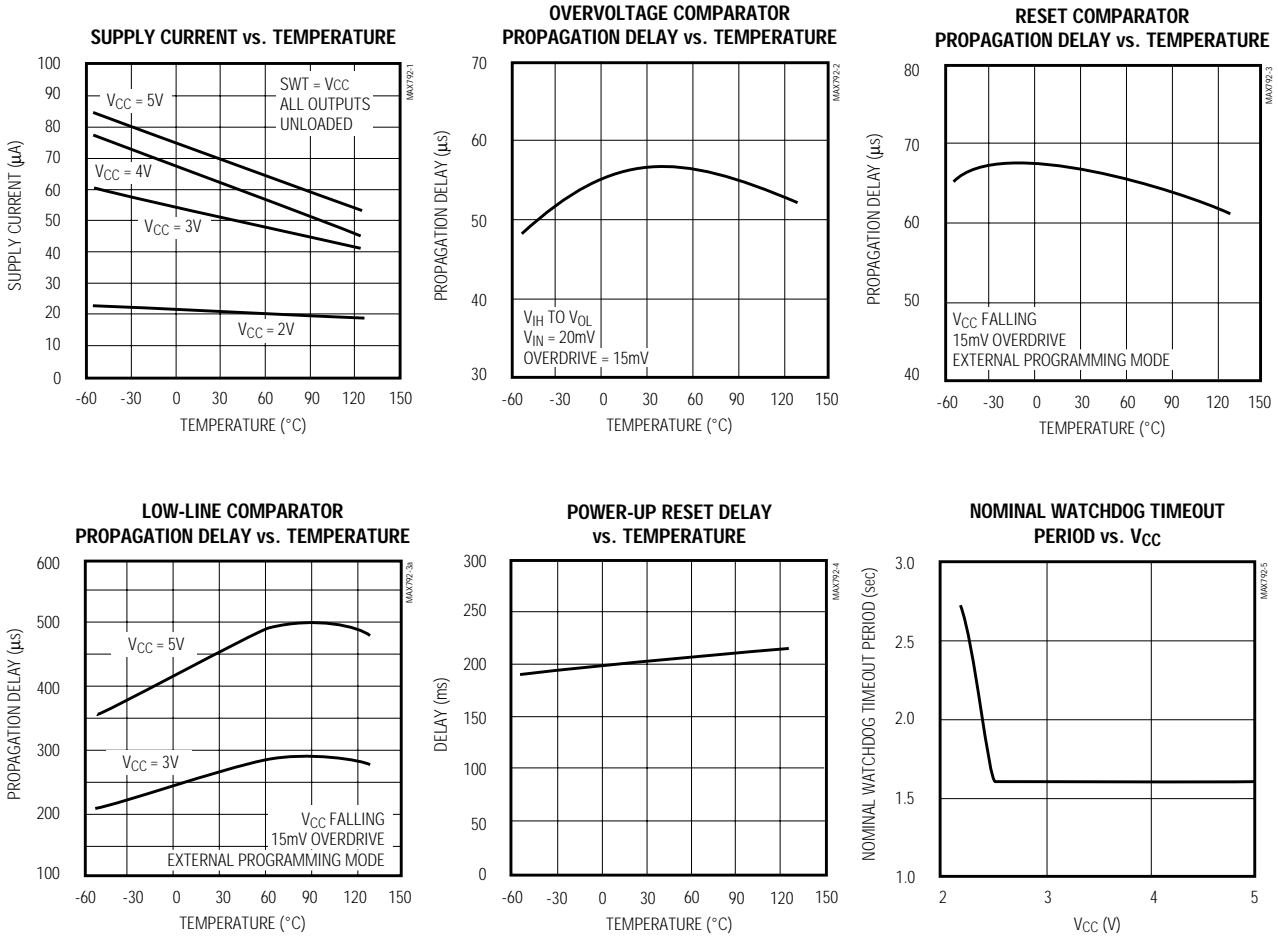 SUPPLY CURRENT vs. TEMPERATURE
100
90
80
70
60
50
40
30
20
10
0
SUPPLY CURRENT (µA)
VCC = 5V
VCC = 4V
VCC = 3V
VCC = 2V
SWT = VCC
ALL OUTPUTS
UNLOADED
MAX792-1
-60 -30 0 30 60 90 120 150
TEMPERATURE (°C)
OVERVOLTAGE COMPARATOR
PROPAGATION DELAY vs. TEMPERATURE
70
60
50
40
30
PROPAGATION DELAY (µs)
VIH TO VOL
VIN = 20mV
OVERDRIVE = 15mV
MAX792-2
-60 -30 0 30 60 90 120 150
TEMPERATURE (°C)
RESET COMPARATOR
PROPAGATION DELAY vs. TEMPERATURE
80
70
60
50
40
PROPAGATION DELAY (µs)
VCC FALLING
15mV OVERDRIVE
EXTERNAL PROGRAMMING MODE
MAX792-3
-60 -30 0 30 60 90 120 150
TEMPERATURE (°C)
LOW-LINE COMPARATOR
PROPAGATION DELAY vs. TEMPERATURE
600
500
400
300
200
100
PROPAGATION DELAY (µs)
VCC = 5V
VCC = 3V
VCC FALLING
15mV OVERDRIVE
EXTERNAL PROGRAMMING MODE
MAX792-3a
-60 -30 0 30 60 90 120 150
TEMPERATURE (°C)
POWER-UP RESET DELAY
vs. TEMPERATURE
300
250
200
150
100
50
0
DELAY (ms)
MAX792-4
-60 -30 0 30 60 90 120 150
TEMPERATURE (°C)
NOMINAL WATCHDOG TIMEOUT
PERIOD vs. VCC
3.0
2.5
2.0
1.5
1.0
NOMINAL WATCHDOG TIMEOUT PERIOD (sec)
MAX792-5
2 3 4 5
VCC (V)